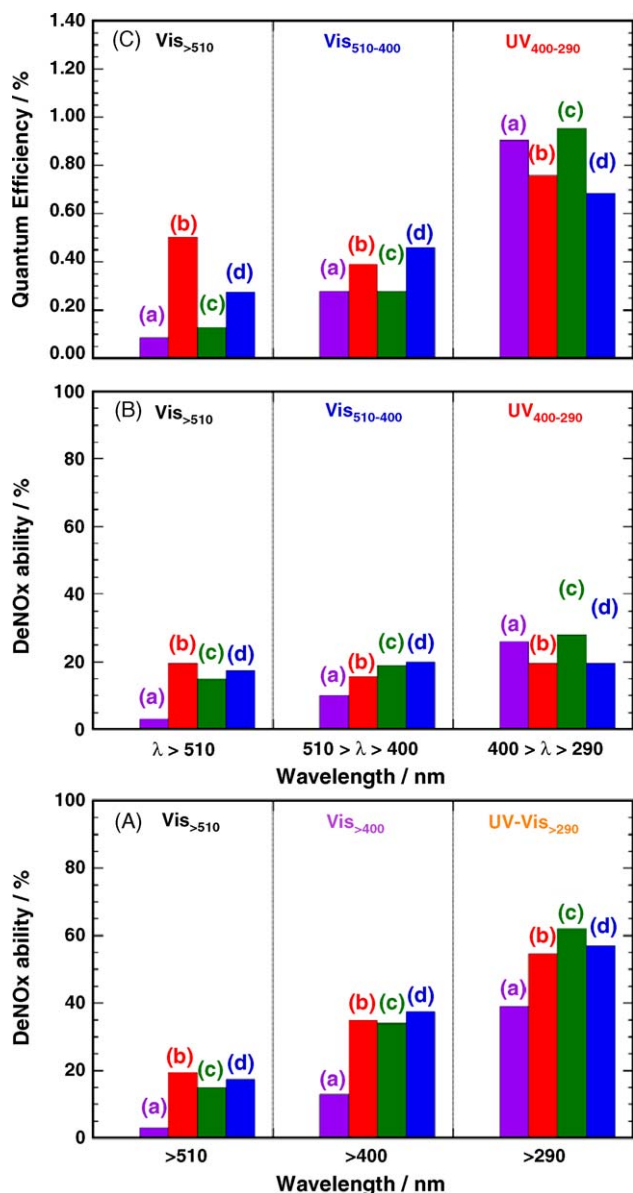 (C) Vis>510 Vis510-400 UV400-290
1.40
1.20
1.00
0.80
0.60
0.40
0.20
0.00
Quantum Efficiency / %
(a) (b) (c) (d) (a) (b) (c) (d) (a) (b) (c) (d)
(B) Vis>510 Vis510-400 UV400-290
100
80
60
40
20
0
DeNOx ability / %
(a) (b) (c) (d) (a) (b) (c) (d) (a) (b) (c) (d)
λ > 510 510 > λ > 400 400 > λ > 290
Wavelength / nm
(A) Vis>510 Vis>400 UV-Vis>290
100
80
60
40
20
0
DeNOx ability / %
(a) (b) (c) (d) (a) (b) (c) (d) (a) (b) (c) (d)
>510 >400 >290
Wavelength / nm